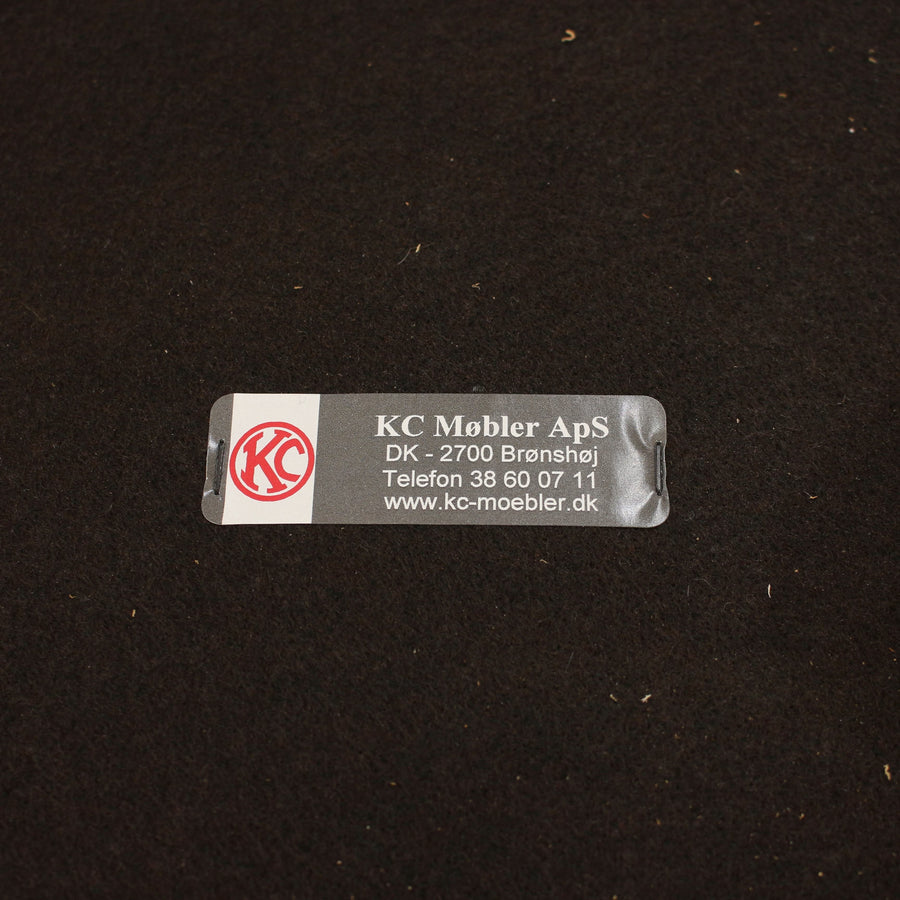 KC
KC Møbler ApS
DK - 2700 Brønshøj
Telefon 38 60 07 11
www.kc-moebler.dk